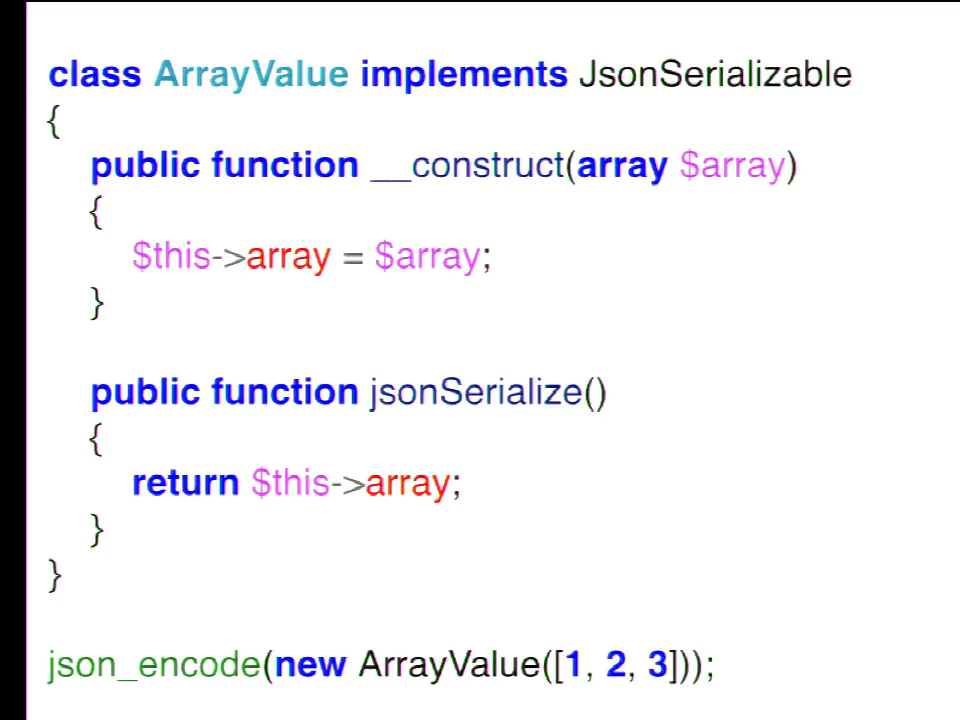 class ArrayValue implements JsonSerializable
{
public function __construct(array $array)
{
$this->array = $array;
}
public function jsonSerialize()
{
return $this->array;
}
}
json_encode(new ArrayValue([1, 2, 3]));